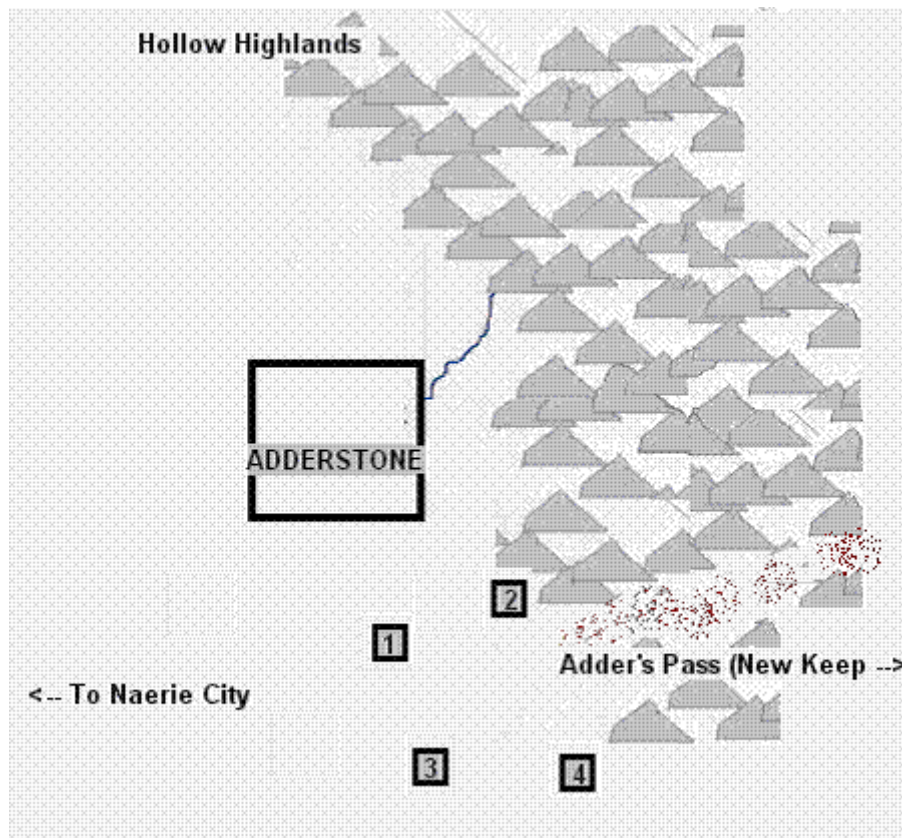 Hollow Highlands
ADDERSTONE
2
1
Adder's Pass (New Keep -->
<-- To Naerie City
3
4